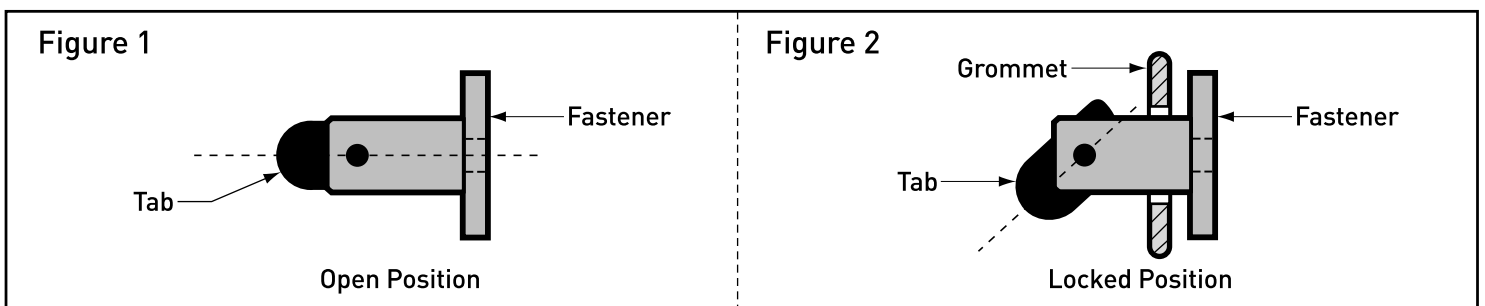 Figure 1
Fastener
Tab
Open Position
Figure 2
Grommet
Fastener
Tab
Locked Position